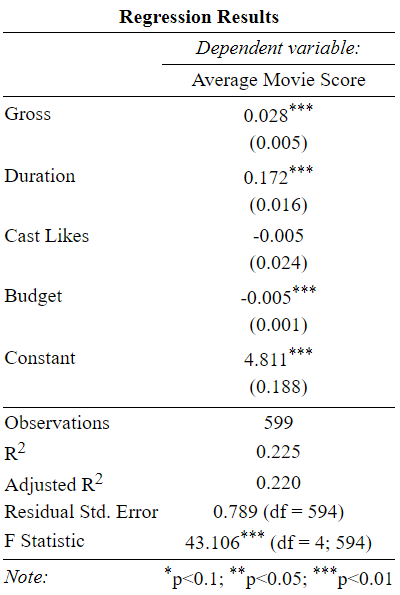 Regression Results
Dependent variable:
Average Movie Score
Gross 0.028***
(0.005)
Duration 0.172***
(0.016)
Cast Likes -0.005
(0.024)
Budget -0.005***
(0.001)
Constant 4.811***
(0.188)
Observations 599
R2 0.225
Adjusted R2 0.220
Residual Std. Error 0.789 (df = 594)
F Statistic 43.106*** (df = 4; 594)
Note: *p<0.1; **p<0.05; ***p<0.01